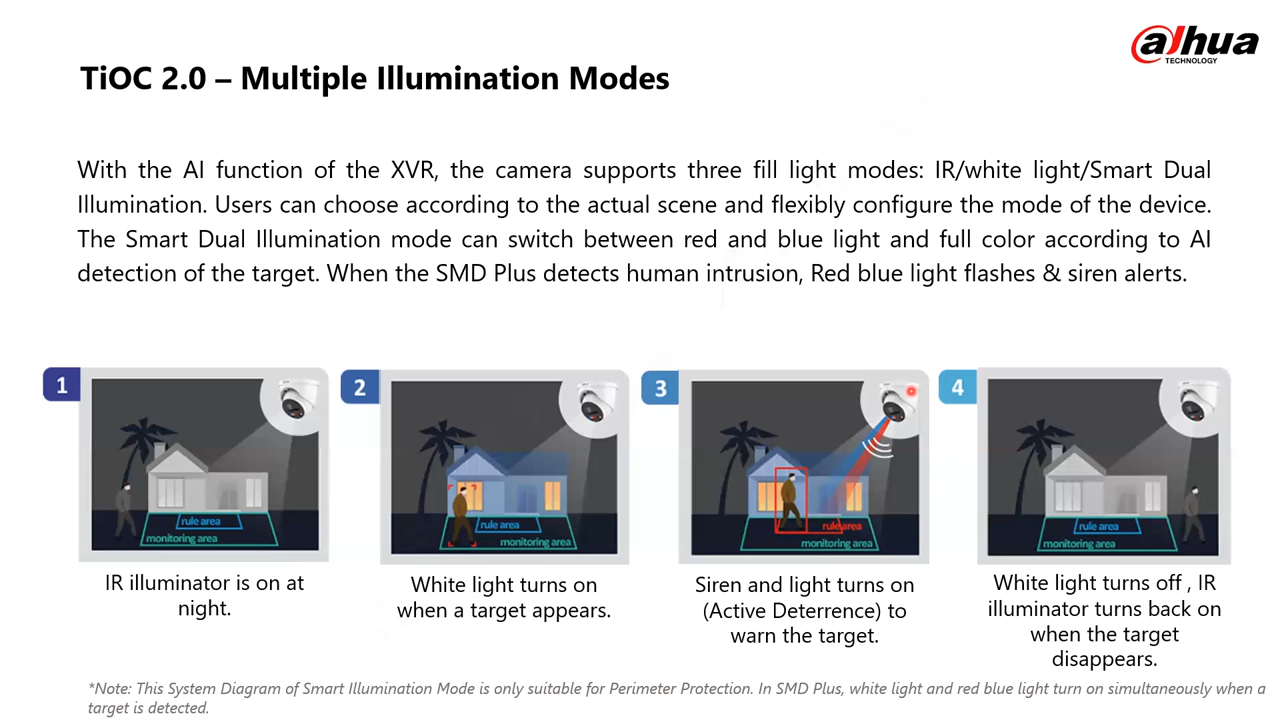 alhua
TECHNOLOGY
TiOC 2.0 – Multiple Illumination Modes
With the AI function of the XVR, the camera supports three fill light modes: IR/white light/Smart Dual
Illumination. Users can choose according to the actual scene and flexibly configure the mode of the device.
The Smart Dual Illumination mode can switch between red and blue light and full color according to AI
detection of the target. When the SMD Plus detects human intrusion, Red blue light flashes & siren alerts.
1
rule area
monitoring area
IR illuminator is on at
night.
2
rule area
monitoring area
White light turns on
when a target appears.
3
rule area
monitoring area
Siren and light turns on
(Active Deterrence) to
warn the target.
4
rule area
monitoring area
White light turns off , IR
illuminator turns back on
when the target
disappears.
*Note: This System Diagram of Smart Illumination Mode is only suitable for Perimeter Protection. In SMD Plus, white light and red blue light turn on simultaneously when a
target is detected.